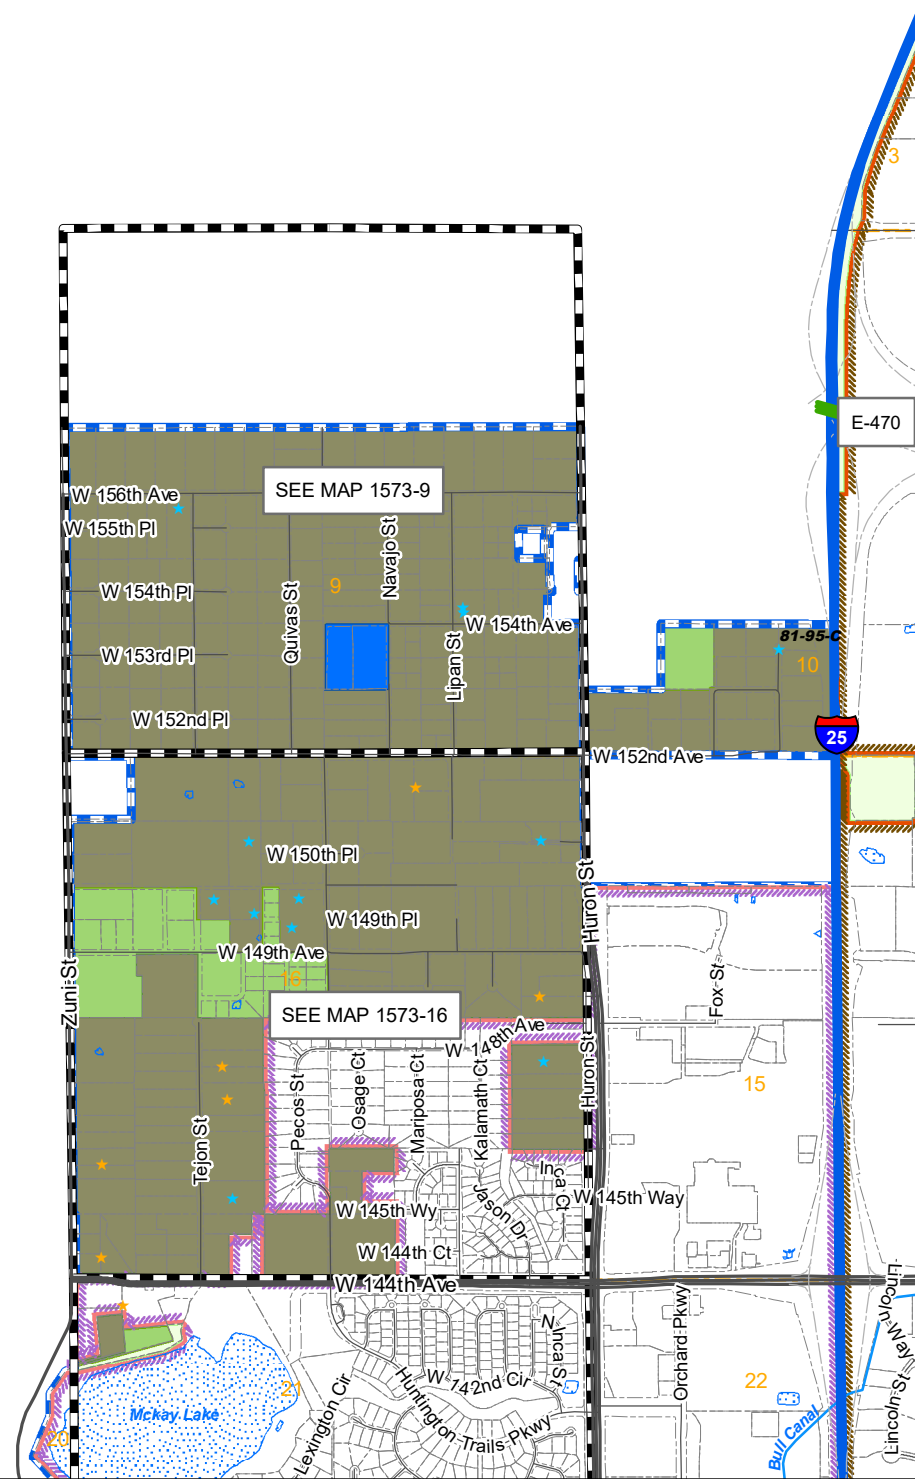 3
E-470
SEE MAP 1573-9
W 156th Ave
W 155th Pl
Navajo St
W 154th Pl
Quivas St
9
W 154th Ave
81-95-C
W 153rd Pl
Lipan St
10
W 152nd Pl
25
W 152nd Ave
W 150th Pl
Huron St
W 149th Pl
W 149th Ave
16
Zuni St
Fox St
SEE MAP 1573-16
W 148th Ave
Pecos St
Osage Ct
Mariposa Ct
Kalamath Ct
Huron St
15
Tejon St
Inca Ct
W 145th Way
Jason Dr
W 145th Wy
W 144th Ct
W 144th Ave
Lincoln Way
Orchard Pkwy
N Inca St
21
W 142nd Cir
22
Mckay Lake
Lexington Cir
Huntington Trails Pkwy
Lincoln St
20
Bull Canal